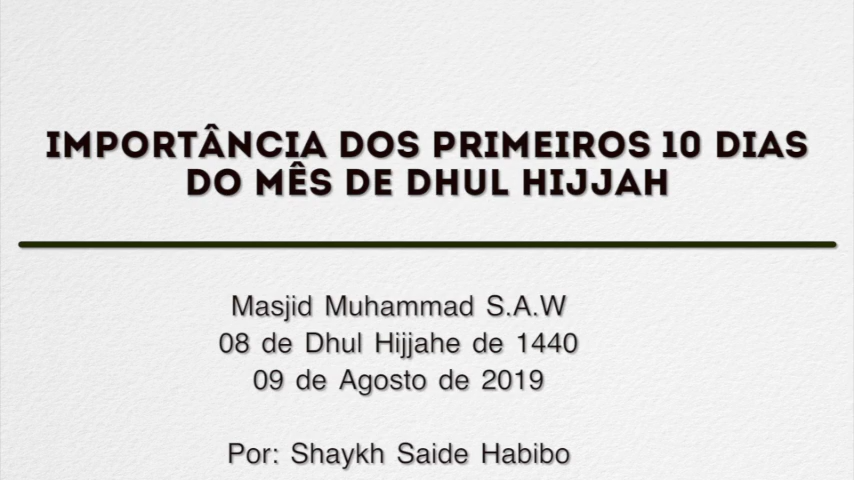 IMPORTÂNCIA DOS PRIMEIROS 10 DIAS
DO MÊS DE DHUL HIJJAH
Masjid Muhammad S.A.W
08 de Dhul Hijjahe de 1440
09 de Agosto de 2019
Por: Shaykh Saide Habibo